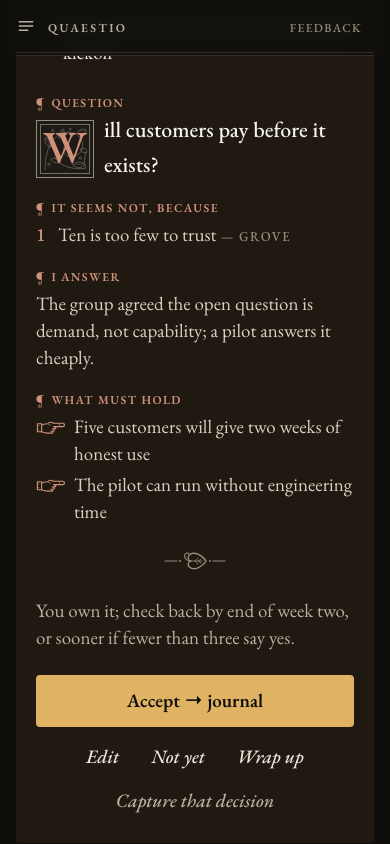 QUAESTIO
FEEDBACK
kickoff
¶ QUESTION
Will customers pay before it
exists?
¶ IT SEEMS NOT, BECAUSE
1 Ten is too few to trust — GROVE
¶ I ANSWER
The group agreed the open question is
demand, not capability; a pilot answers it
cheaply.
¶ WHAT MUST HOLD
☞ Five customers will give two weeks of
honest use
☞ The pilot can run without engineering
time
You own it; check back by end of week two,
or sooner if fewer than three say yes.
Accept → journal
Edit Not yet Wrap up
Capture that decision